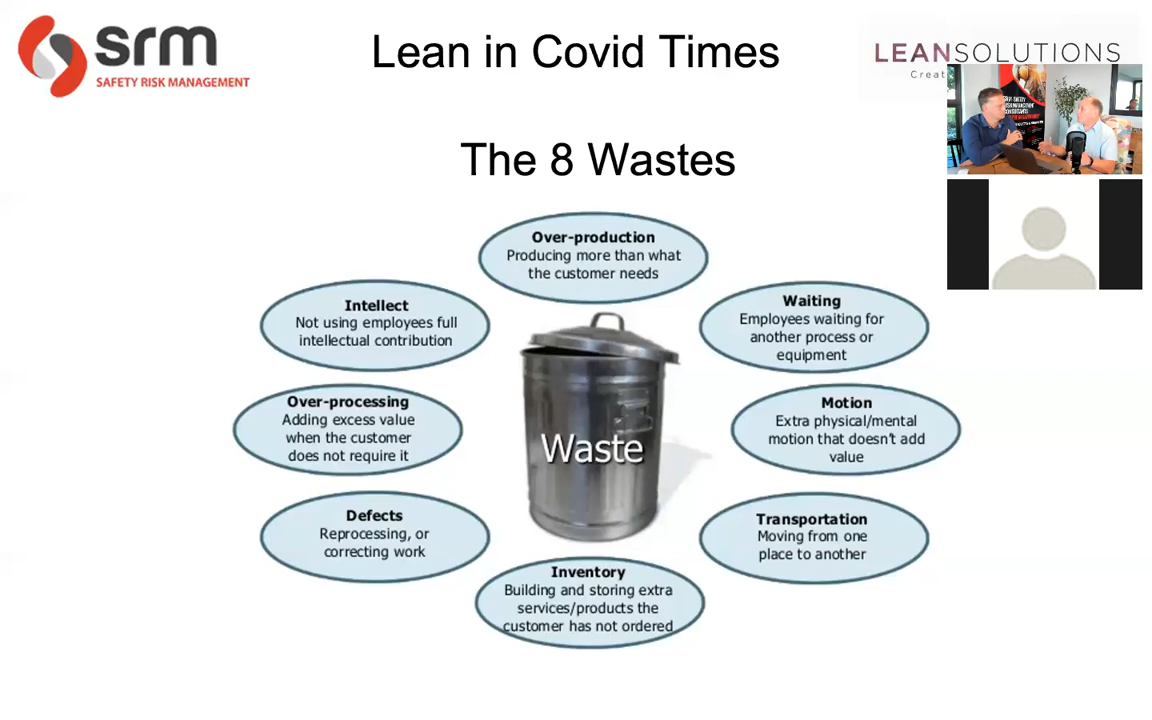 srm
SAFETY RISK MANAGEMENT
Lean in Covid Times
LEANSOLUTIONS
Creat
The 8 Wastes
Over-production
Producing more than what
the customer needs
Intellect
Not using employees full
intellectual contribution
Waiting
Employees waiting for
another process or
equipment
Over-processing
Adding excess value
when the customer
does not require it
Waste
Motion
Extra physical/mental
motion that doesn't add
value
Defects
Reprocessing, or
correcting work
Transportation
Moving from one
place to another
Inventory
Building and storing extra
services/products the
customer has not ordered